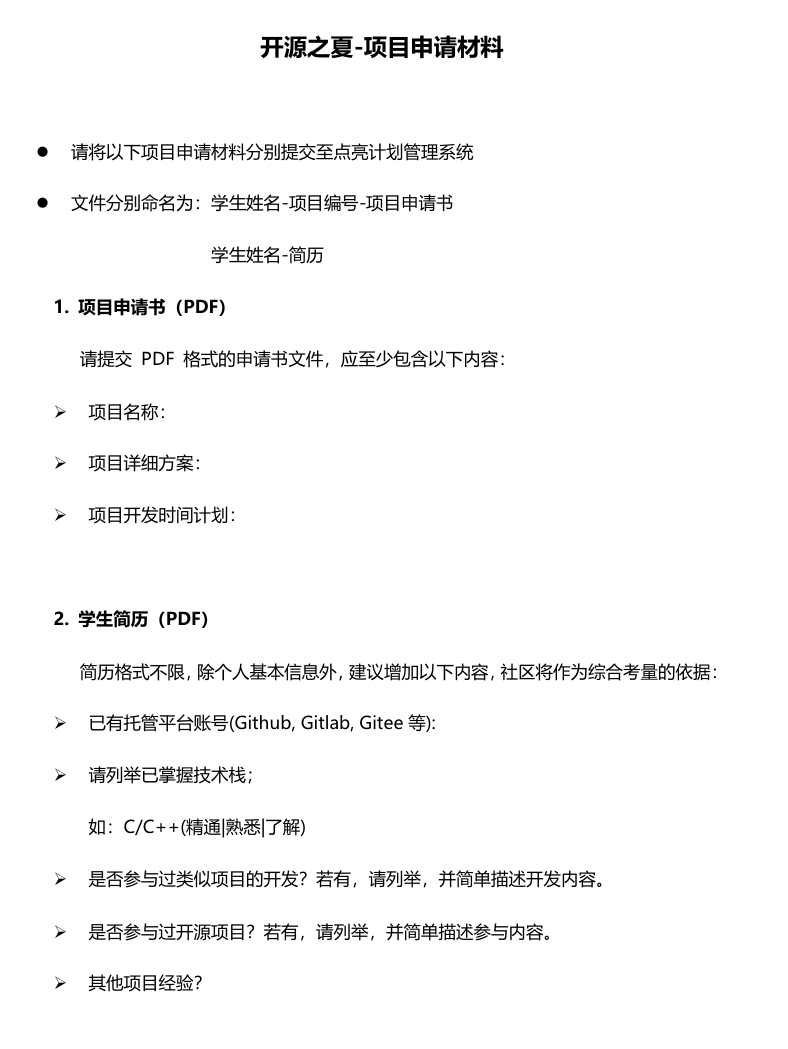 开源之夏-项目申请材料
● 请将以下项目申请材料分别提交至点亮计划管理系统
● 文件分别命名为：学生姓名-项目编号-项目申请书
学生姓名-简历
1. 项目申请书（PDF）
请提交 PDF 格式的申请书文件，应至少包含以下内容：
➢ 项目名称：
➢ 项目详细方案：
➢ 项目开发时间计划：
2. 学生简历（PDF）
简历格式不限，除个人基本信息外，建议增加以下内容，社区将作为综合考量的依据：
➢ 已有托管平台账号(Github, Gitlab, Gitee 等):
➢ 请列举已掌握技术栈；
如：C/C++(精通|熟悉|了解)
➢ 是否参与过类似项目的开发？若有，请列举，并简单描述开发内容。
➢ 是否参与过开源项目？若有，请列举，并简单描述参与内容。
➢ 其他项目经验？